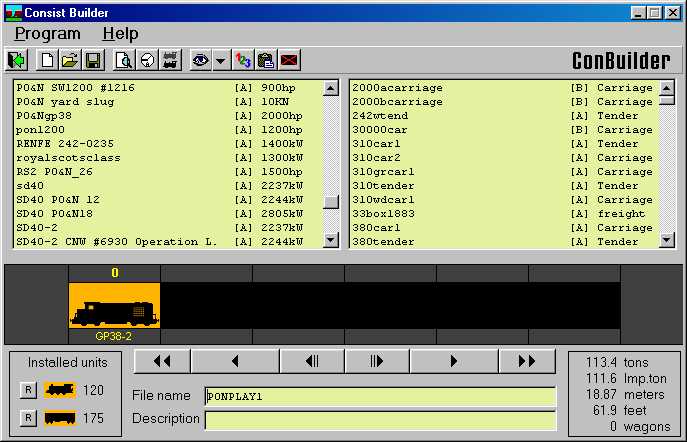 Consist Builder
Program Help
123
ConBuilder
PO&N SW1200 #1216 [A] 900hp
PO&N yard slug [A] 10KN
PO&Ngp38 [A] 2000hp
pon1200 [A] 1200hp
RENFE 242-0235 [A] 1400kW
royalscotsclass [A] 1300kW
RS2 PO&N_26 [A] 1500hp
sd40 [A] 2237kW
SD40 PO&N 12 [A] 2244kW
SD40 PO&N18 [A] 2805kW
SD40-2 [A] 2237kW
SD40-2 CNW #6930 Operation L. [A] 2244kW
2000acarriage [B] Carriage
2000bcarriage [B] Carriage
242wtend [A] Tender
30000car [B] Carriage
310car1 [A] Carriage
310car2 [A] Carriage
310grcar1 [A] Carriage
310tender [A] Tender
310wdcar1 [A] Carriage
33box1883 [A] freight
380car1 [A] Carriage
380tender [A] Tender
0
GP38-2
Installed units
R 120
R 175
File name PONPLAY1
Description
113.4 tons
111.6 Imp.ton
18.87 meters
61.9 feet
0 wagons